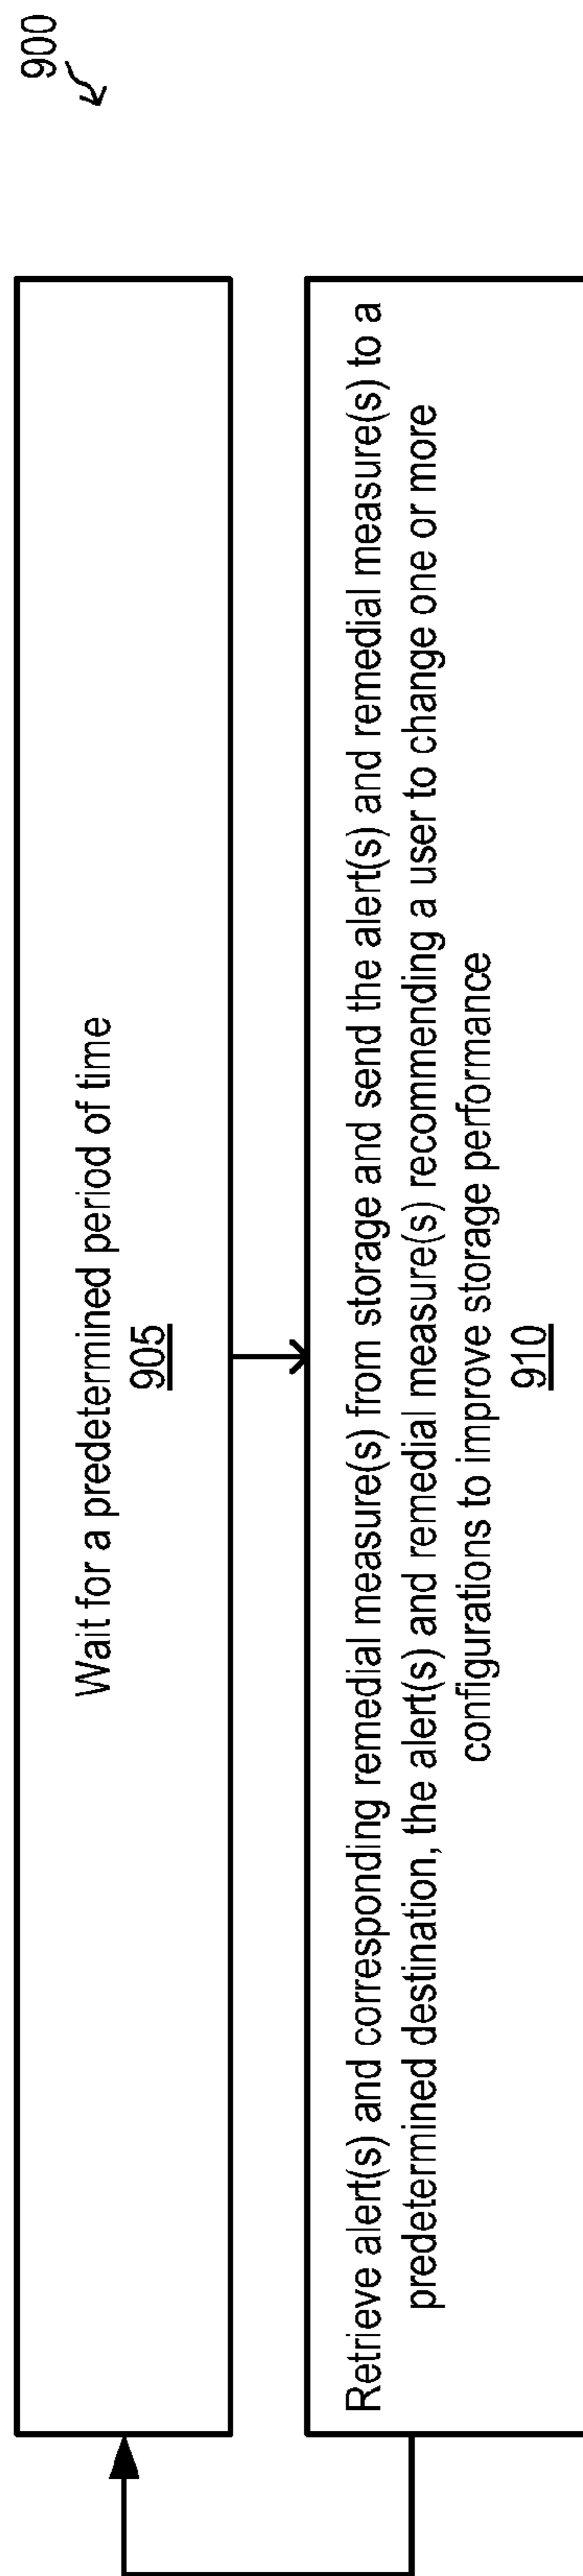 900
Wait for a predetermined period of time
905
Retrieve alert(s) and corresponding remedial measure(s) from storage and send the alert(s) and remedial measure(s) to a
predetermined destination, the alert(s) and remedial measure(s) recommending a user to change one or more
configurations to improve storage performance
910